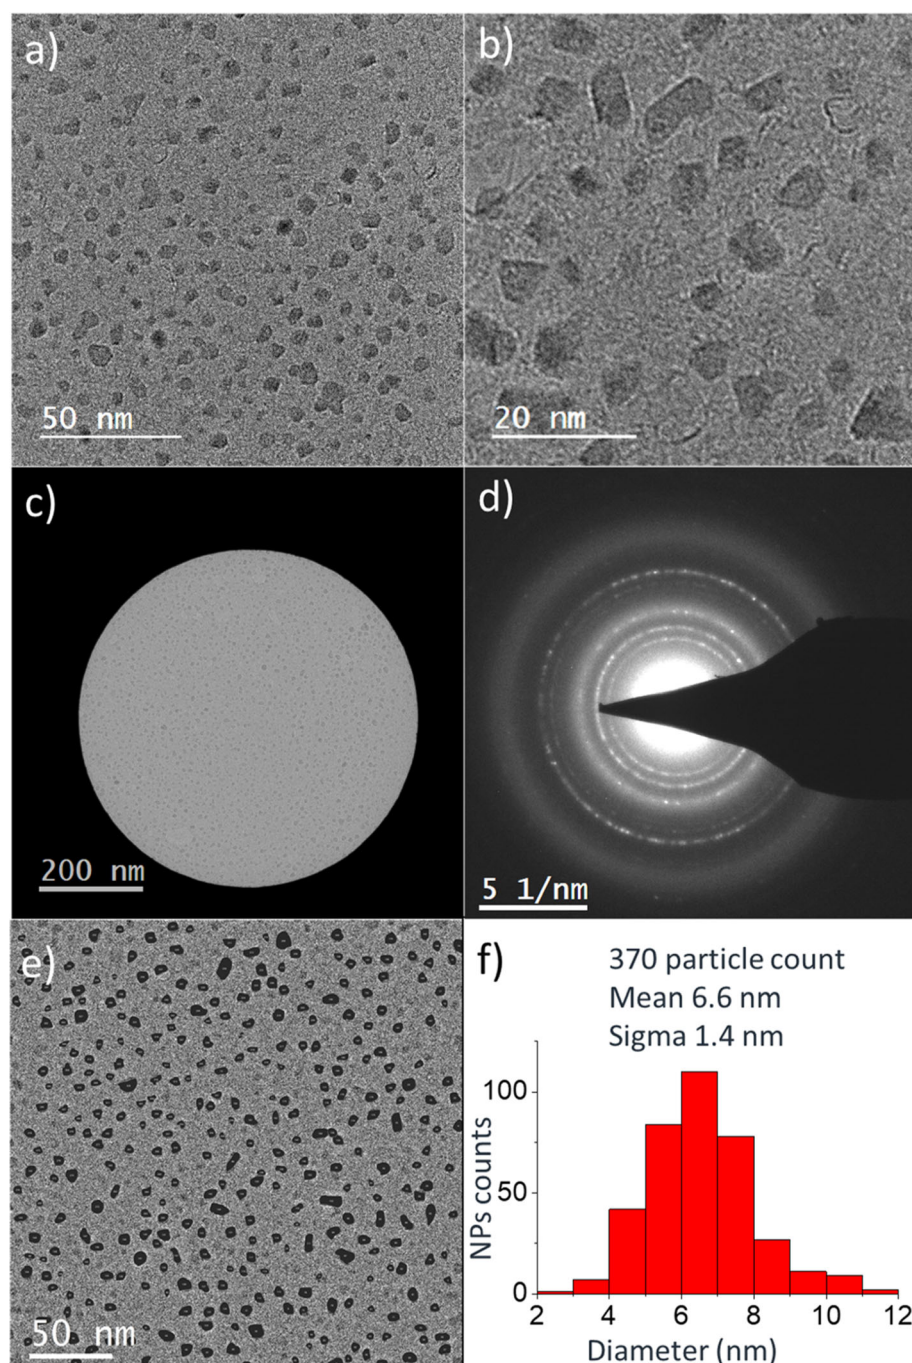 a)
50 nm
b)
20 nm
c)
200 nm
d)
5 1/nm
e)
50 nm
f)
370 particle count
Mean 6.6 nm
Sigma 1.4 nm
NPs counts
100
50
0
2 4 6 8 10 12
Diameter (nm)